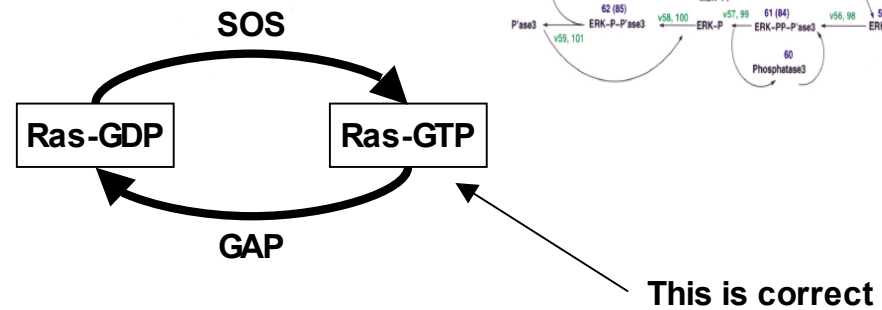 SOS
Ras-GDP
Ras-GTP
GAP
This is correct
62 (85)
P'ase3
ERK-P-P'ase3
v58, 100
ERK-P
v57, 99
61 (84)
ERK-PP-P'ase3
v56, 98
v59, 101
60
Phosphatase3